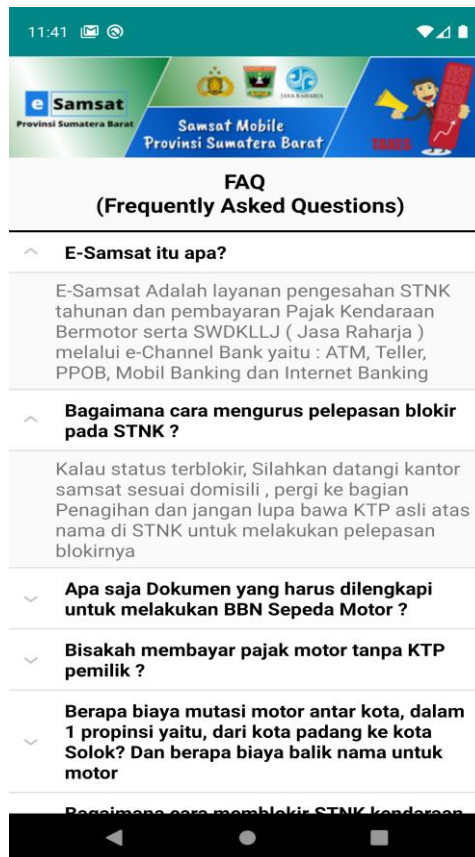 11:41
e Samsat
Provinsi Sumatera Barat
JASA RAHARJA
Samsat Mobile
Provinsi Sumatera Barat
TAXES
FAQ
(Frequently Asked Questions)
E-Samsat itu apa?
E-Samsat Adalah layanan pengesahan STNK
tahunan dan pembayaran Pajak Kendaraan
Bermotor serta SWDKLLJ ( Jasa Raharja )
melalui e-Channel Bank yaitu : ATM, Teller,
PPOB, Mobil Banking dan Internet Banking
Bagaimana cara mengurus pelepasan blokir
pada STNK ?
Kalau status terblokir, Silahkan datangi kantor
samsat sesuai domisili , pergi ke bagian
Penagihan dan jangan lupa bawa KTP asli atas
nama di STNK untuk melakukan pelepasan
blokirnya
Apa saja Dokumen yang harus dilengkapi
untuk melakukan BBN Sepeda Motor ?
Bisakah membayar pajak motor tanpa KTP
pemilik ?
Berapa biaya mutasi motor antar kota, dalam
1 propinsi yaitu, dari kota padang ke kota
Solok? Dan berapa biaya balik nama untuk
motor
Bagaimana cara memblokir STNK kendaraan